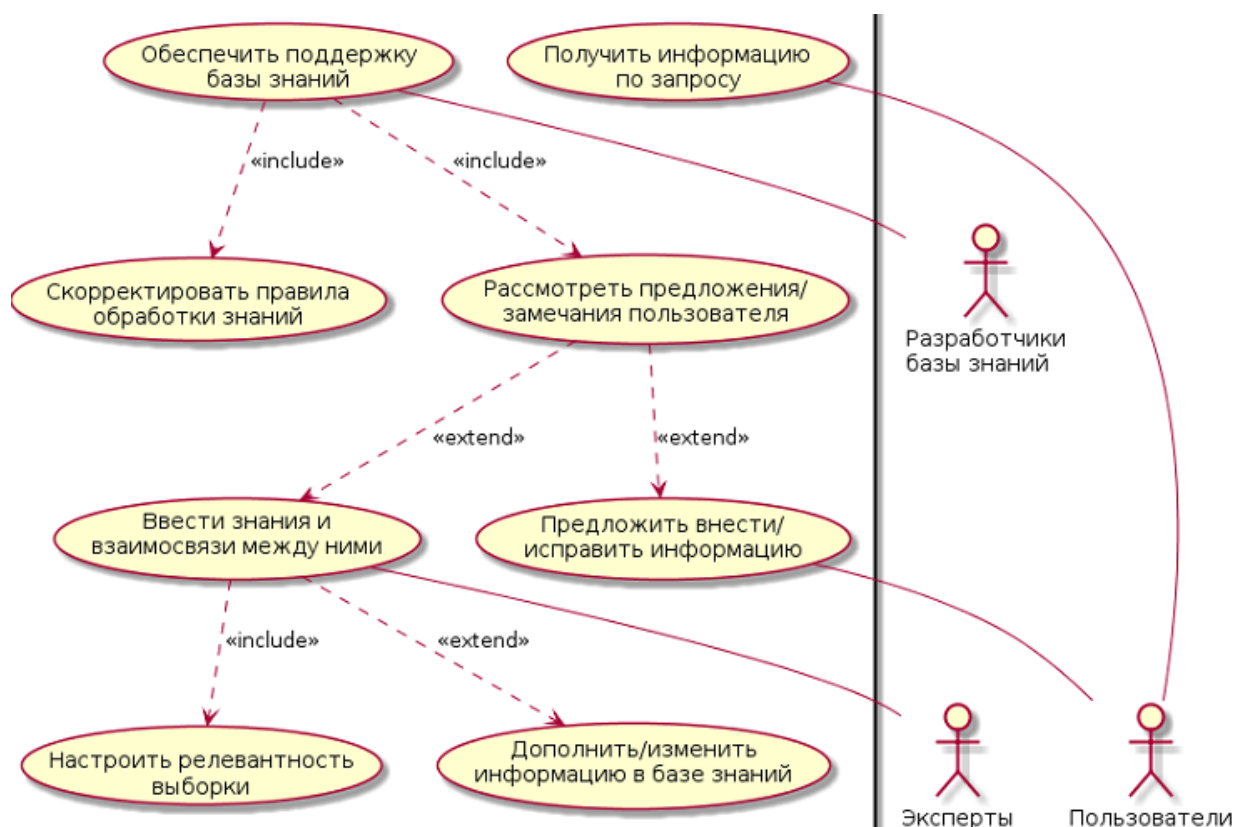 Обеспечить поддержку
базы знаний
Получить информацию
по запросу
«include»
«include»
Скорректировать правила
обработки знаний
Рассмотреть предложения/
замечания пользователя
Разработчики
базы знаний
«extend»
«extend»
Ввести знания и
взаимосвязи между ними
Предложить внести/
исправить информацию
«include»
«extend»
Настроить релевантность
выборки
Дополнить/изменить
информацию в базе знаний
Эксперты
Пользователи